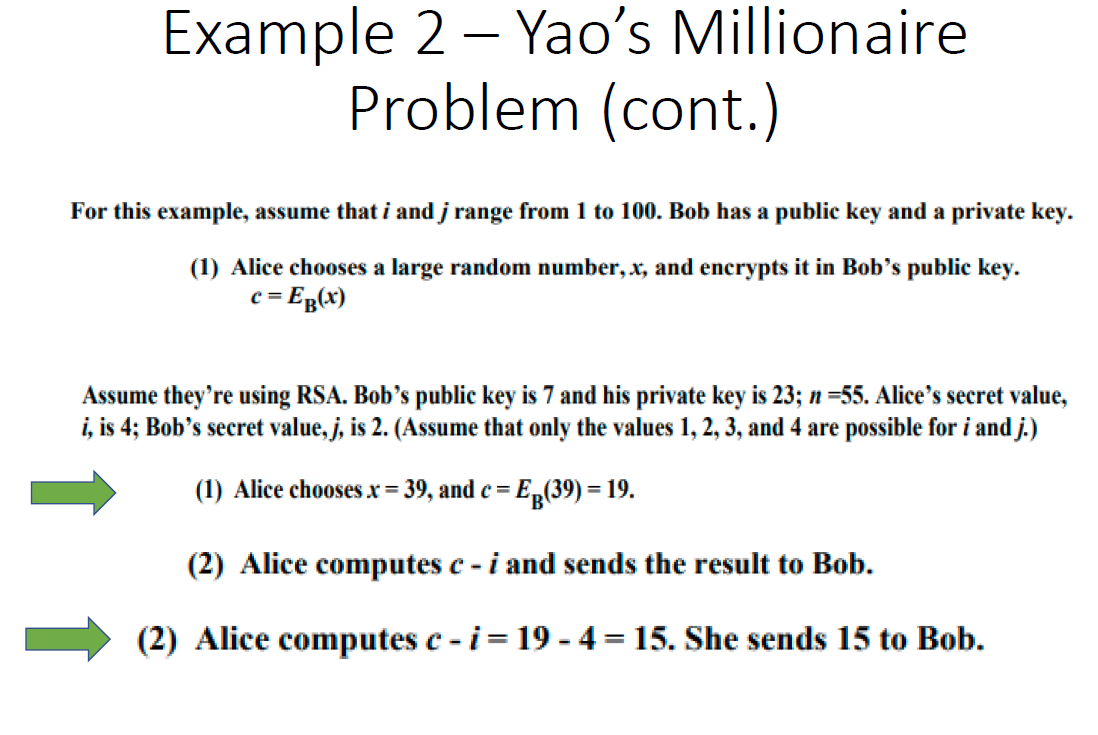 Example 2 – Yao's Millionaire
Problem (cont.)
For this example, assume that i and j range from 1 to 100. Bob has a public key and a private key.
(1) Alice chooses a large random number, x, and encrypts it in Bob's public key.
c = E_B(x)
Assume they're using RSA. Bob's public key is 7 and his private key is 23; n =55. Alice's secret value,
i, is 4; Bob's secret value, j, is 2. (Assume that only the values 1, 2, 3, and 4 are possible for i and j.)
(1) Alice chooses x = 39, and c = E_B(39) = 19.
(2) Alice computes c - i and sends the result to Bob.
(2) Alice computes c - i = 19 - 4 = 15. She sends 15 to Bob.